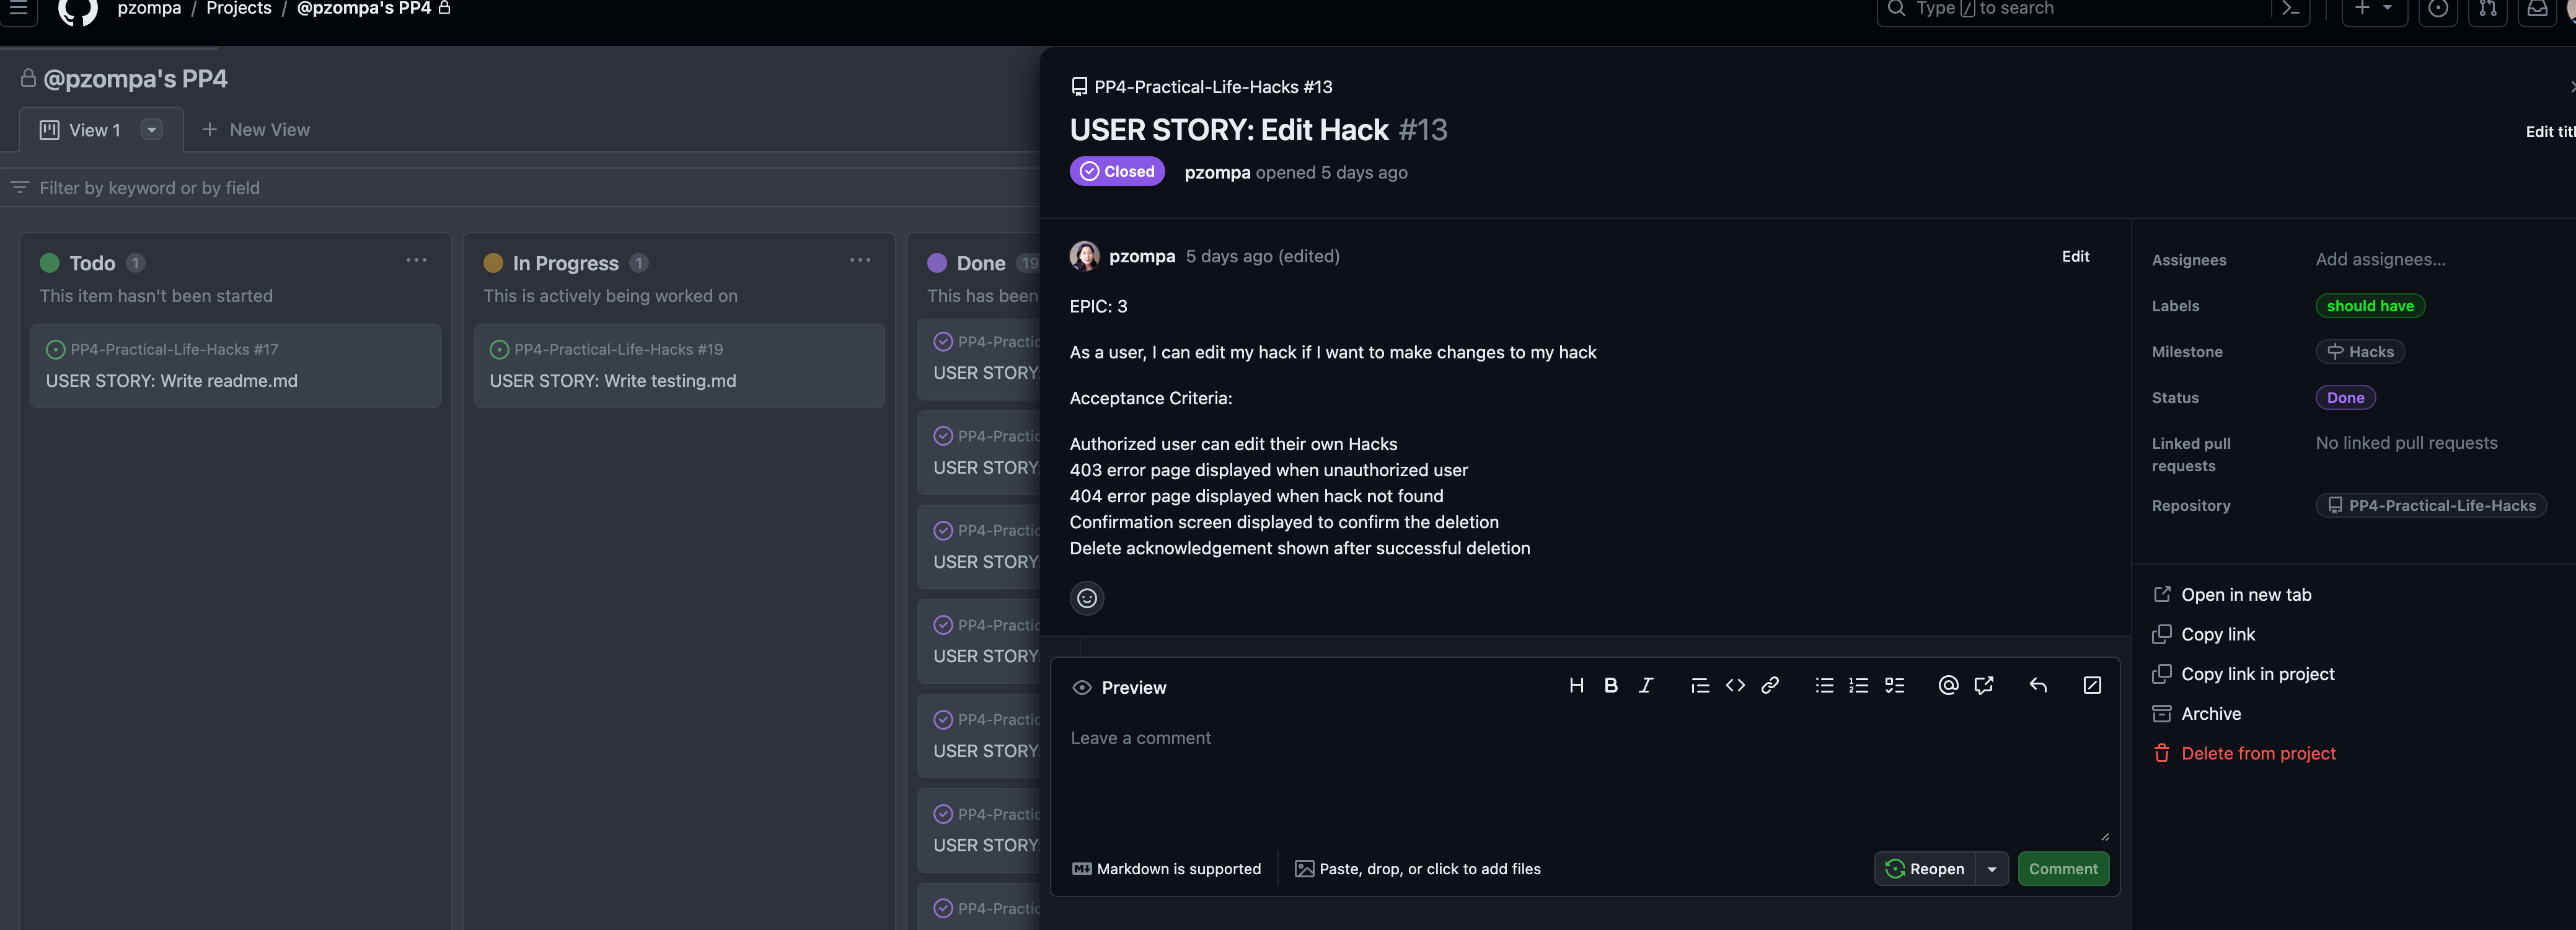 pzompa / Projects / @pzompa's PP4
Type / to search
@pzompa's PP4
View 1
New View
Filter by keyword or by field
Todo 1
This item hasn't been started
PP4-Practical-Life-Hacks #17
USER STORY: Write readme.md
In Progress 1
This is actively being worked on
PP4-Practical-Life-Hacks #19
USER STORY: Write testing.md
Done 19
This has been
PP4-Practic
USER STORY:
PP4-Practic
USER STORY:
PP4-Practic
USER STORY:
PP4-Practic
USER STORY:
PP4-Practic
USER STORY:
PP4-Practic
USER STORY:
PP4-Practic
PP4-Practical-Life-Hacks #13
USER STORY: Edit Hack #13
Edit titl
Closed
pzompa opened 5 days ago
pzompa 5 days ago (edited)
Edit
EPIC: 3
As a user, I can edit my hack if I want to make changes to my hack
Acceptance Criteria:
Authorized user can edit their own Hacks
403 error page displayed when unauthorized user
404 error page displayed when hack not found
Confirmation screen displayed to confirm the deletion
Delete acknowledgement shown after successful deletion
Preview
Leave a comment
Markdown is supported
Paste, drop, or click to add files
Reopen
Comment
Assignees
Add assignees...
Labels
should have
Milestone
Hacks
Status
Done
Linked pull
requests
No linked pull requests
Repository
PP4-Practical-Life-Hacks
Open in new tab
Copy link
Copy link in project
Archive
Delete from project